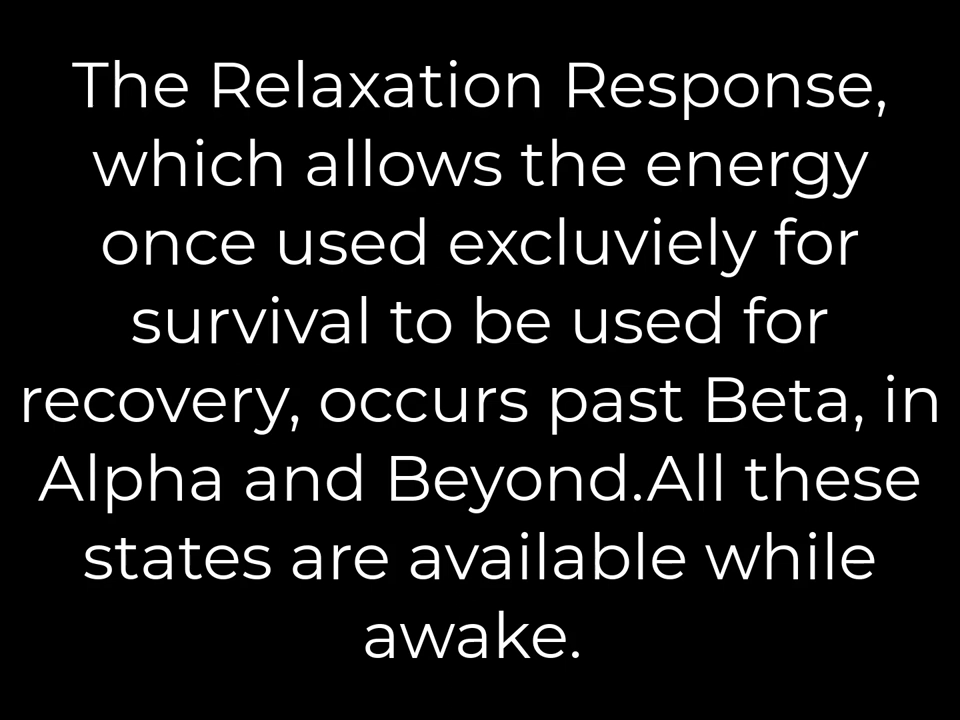 The Relaxation Response,
which allows the energy
once used excluviely for
survival to be used for
recovery, occurs past Beta, in
Alpha and Beyond.All these
states are available while
awake.